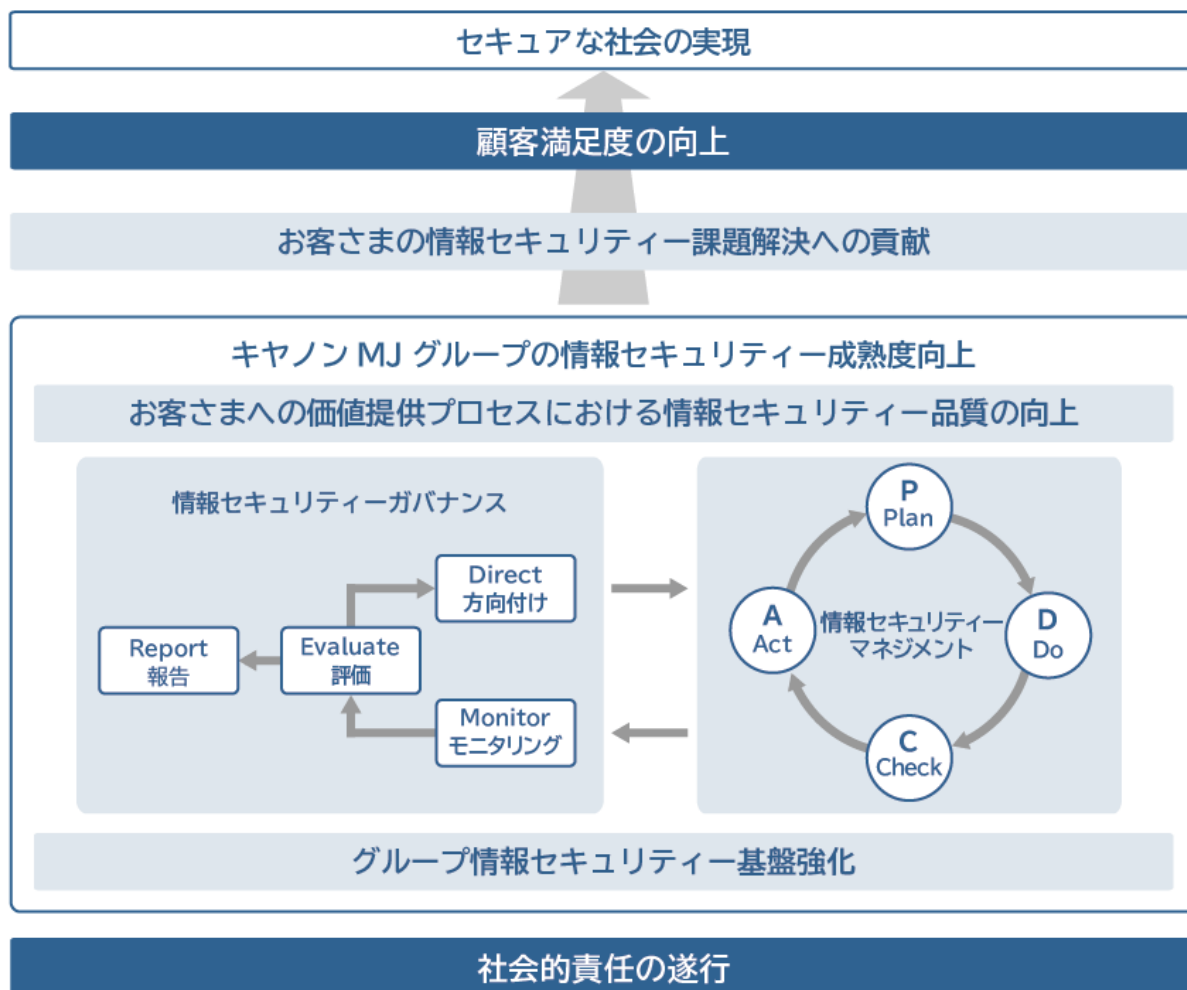 セキュアな社会の実現
顧客満足度の向上
お客さまの情報セキュリティー課題解決への貢献
キヤノン MJ グループの情報セキュリティー成熟度向上
お客さまへの価値提供プロセスにおける情報セキュリティー品質の向上
情報セキュリティーガバナンス
Direct
方向付け
Evaluate
評価
Report
報告
Monitor
モニタリング
P
Plan
D
Do
C
Check
A
Act
情報セキュリティー
マネジメント
グループ情報セキュリティー基盤強化
社会的責任の遂行